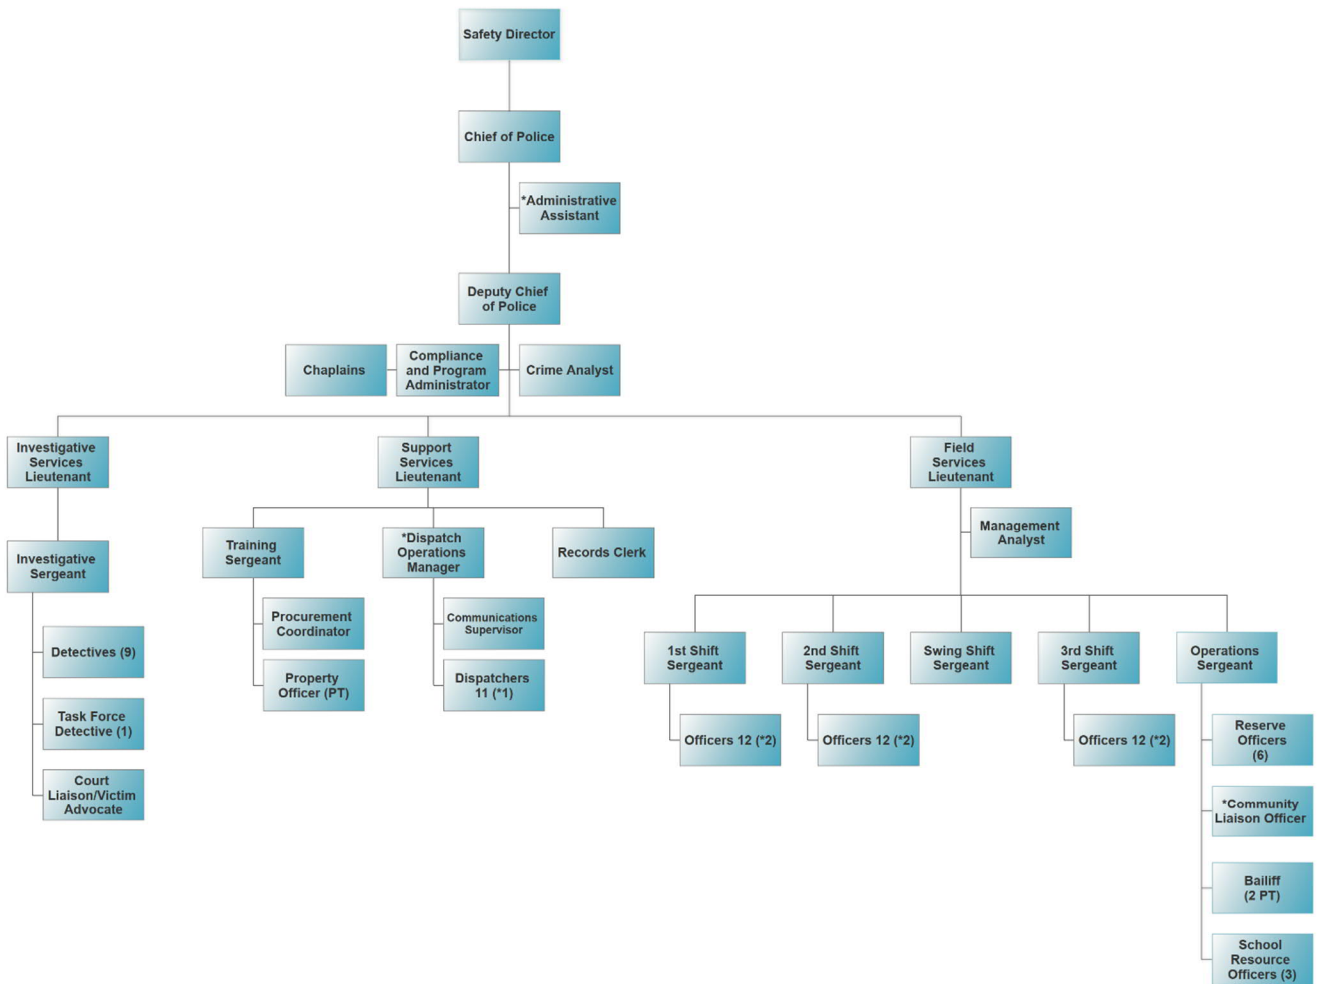 Safety Director
Chief of Police
*Administrative
Assistant
Deputy Chief
of Police
Chaplains
Compliance
and Program
Administrator
Crime Analyst
Investigative
Services
Lieutenant
Support
Services
Lieutenant
Field
Services
Lieutenant
Investigative
Sergeant
Training
Sergeant
*Dispatch
Operations
Manager
Records Clerk
Management
Analyst
Detectives (9)
Task Force
Detective (1)
Court
Liaison/Victim
Advocate
Procurement
Coordinator
Property
Officer (PT)
Communications
Supervisor
Dispatchers
11 (*1)
1st Shift
Sergeant
2nd Shift
Sergeant
Swing Shift
Sergeant
3rd Shift
Sergeant
Operations
Sergeant
Officers 12 (*2)
Officers 12 (*2)
Officers 12 (*2)
Reserve
Officers
(6)
*Community
Liaison Officer
Bailiff
(2 PT)
School
Resource
Officers (3)